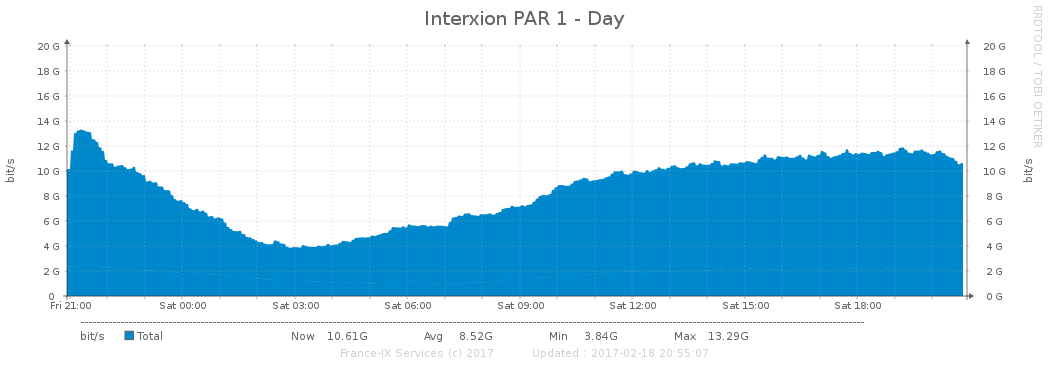 Interxion PAR 1 - Day
RRDTOOL / TOBI OETIKER
bit/s
20 G 20 G
18 G 18 G
16 G 16 G
14 G 14 G
12 G 12 G
10 G 10 G
8 G 8 G
6 G 6 G
4 G 4 G
2 G 2 G
0 0 G
bit/s
Fri 21:00 Sat 00:00 Sat 03:00 Sat 06:00 Sat 09:00 Sat 12:00 Sat 15:00 Sat 18:00
bit/s Total Now 10.61G Avg 8.52G Min 3.84G Max 13.29G
France-IX Services (c) 2017 Updated : 2017-02-18 20:55:07